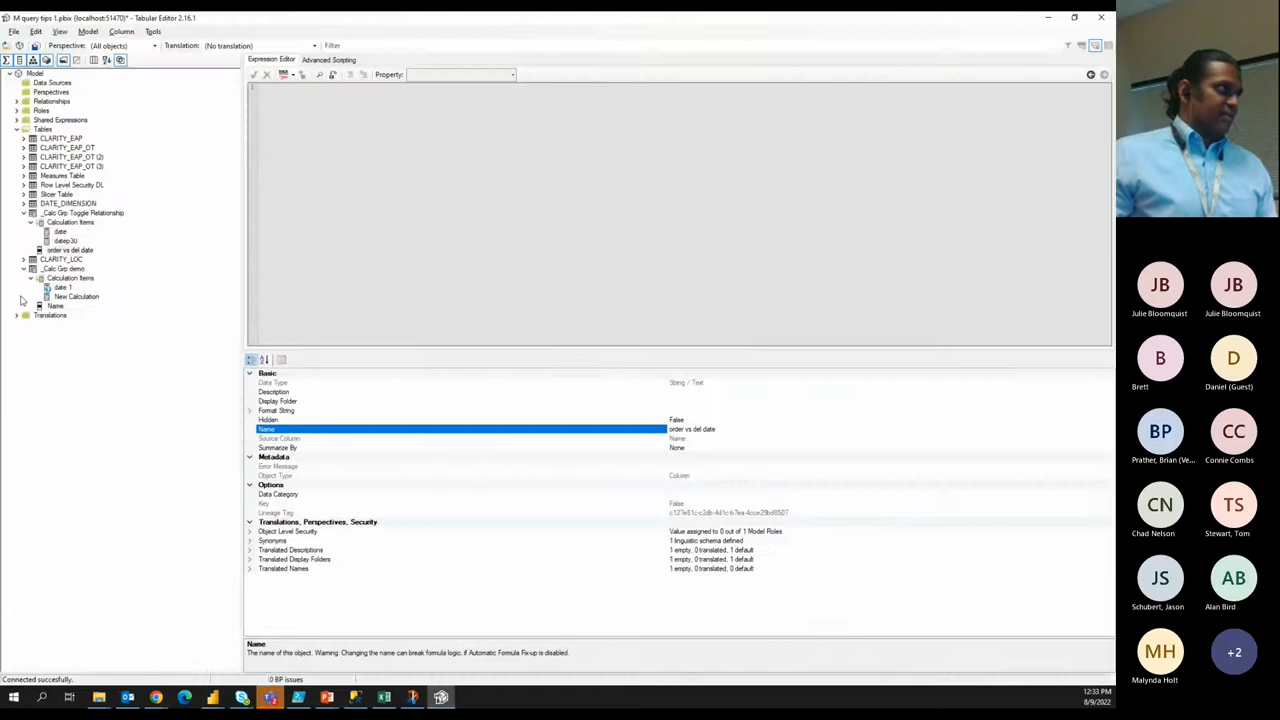 M query tips 1.pbix (localhost:51470)* - Tabular Editor 2.16.1
File Edit View Model Column Tools
Perspective: (All objects) Translation: (No translation) Filter
Expression Editor Advanced Scripting
Property:
1
Model
Data Sources
Perspectives
Relationships
Roles
Shared Expressions
Tables
CLARITY_EAP
CLARITY_EAP_OT
CLARITY_EAP_OT (2)
CLARITY_EAP_OT (3)
Measures Table
Row Level Security DL
Slicer Table
DATE_DIMENSION
_Calc Grp Toggle Relationship
Calculation Items
date
datep30
order vs del date
CLARITY_LOC
_Calc Grp demo
Calculation Items
date 1
New Calculation
Name
Translations
Basic
Data Type String / Text
Description
Display Folder
Format String
Hidden False
Name order vs del date
Source Column Name
Summarize By None
Metadata
Error Message
Object Type Column
Options
Data Category
Key False
Lineage Tag
Translations, Perspectives, Security
Object Level Security Value assigned to 0 out of 1 Model Roles
Synonyms 1 linguistic schema defined
Translated Descriptions 1 empty, 0 translated, 1 default
Translated Display Folders 1 empty, 0 translated, 1 default
Translated Names 1 empty, 0 translated, 0 default
Name
The name of this object. Warning: Changing the name can break formula logic, if Automatic Formula Fix-up is disabled.
Connected succesfully. 0 BP issues
12:33 PM
8/9/2022
JB JB
Julie Bloomquist Julie Bloomquist
B D
Brett Daniel (Guest)
BP CC
Prather, Brian (Ve... Connie Combs
CN TS
Chad Nelson Stewart, Tom
JS AB
Schubert, Jason Alan Bird
MH +2
Malynda Holt